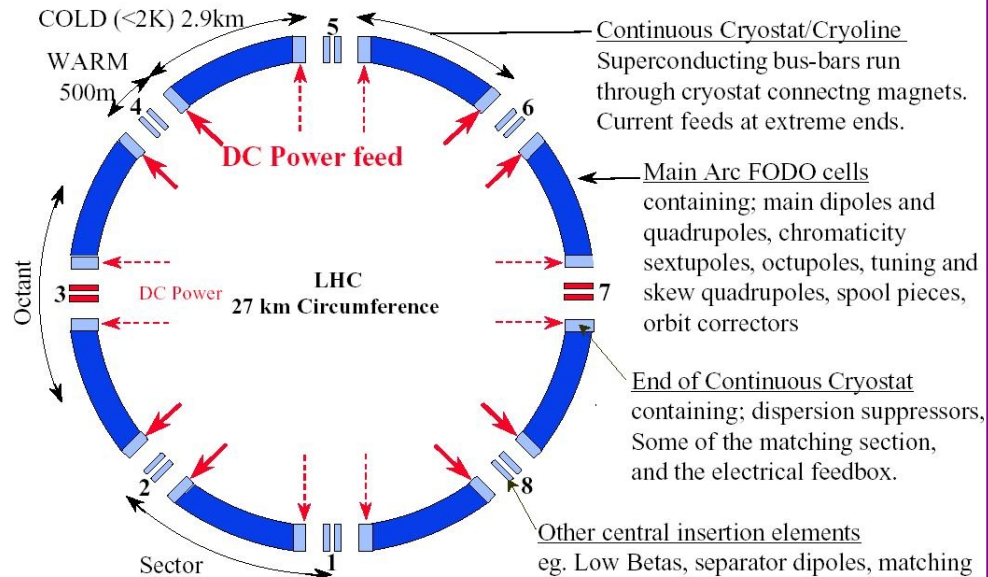 COLD (<2K) 2.9km
WARM
500m
5
4
6
DC Power feed
Continuous Cryostat/Cryoline
Superconducting bus-bars run
through cryostat connectng magnets.
Current feeds at extreme ends.
Main Arc FODO cells
containing; main dipoles and
quadrupoles, chromaticity
sextupoles, octupoles, tuning and
skew quadrupoles, spool pieces,
orbit correctors
Octant
3
DC Power
LHC
27 km Circumference
7
End of Continuous Cryostat
containing; dispersion suppressors,
Some of the matching section,
and the electrical feedbox.
2
8
Sector
1
Other central insertion elements
eg. Low Betas, separator dipoles, matching